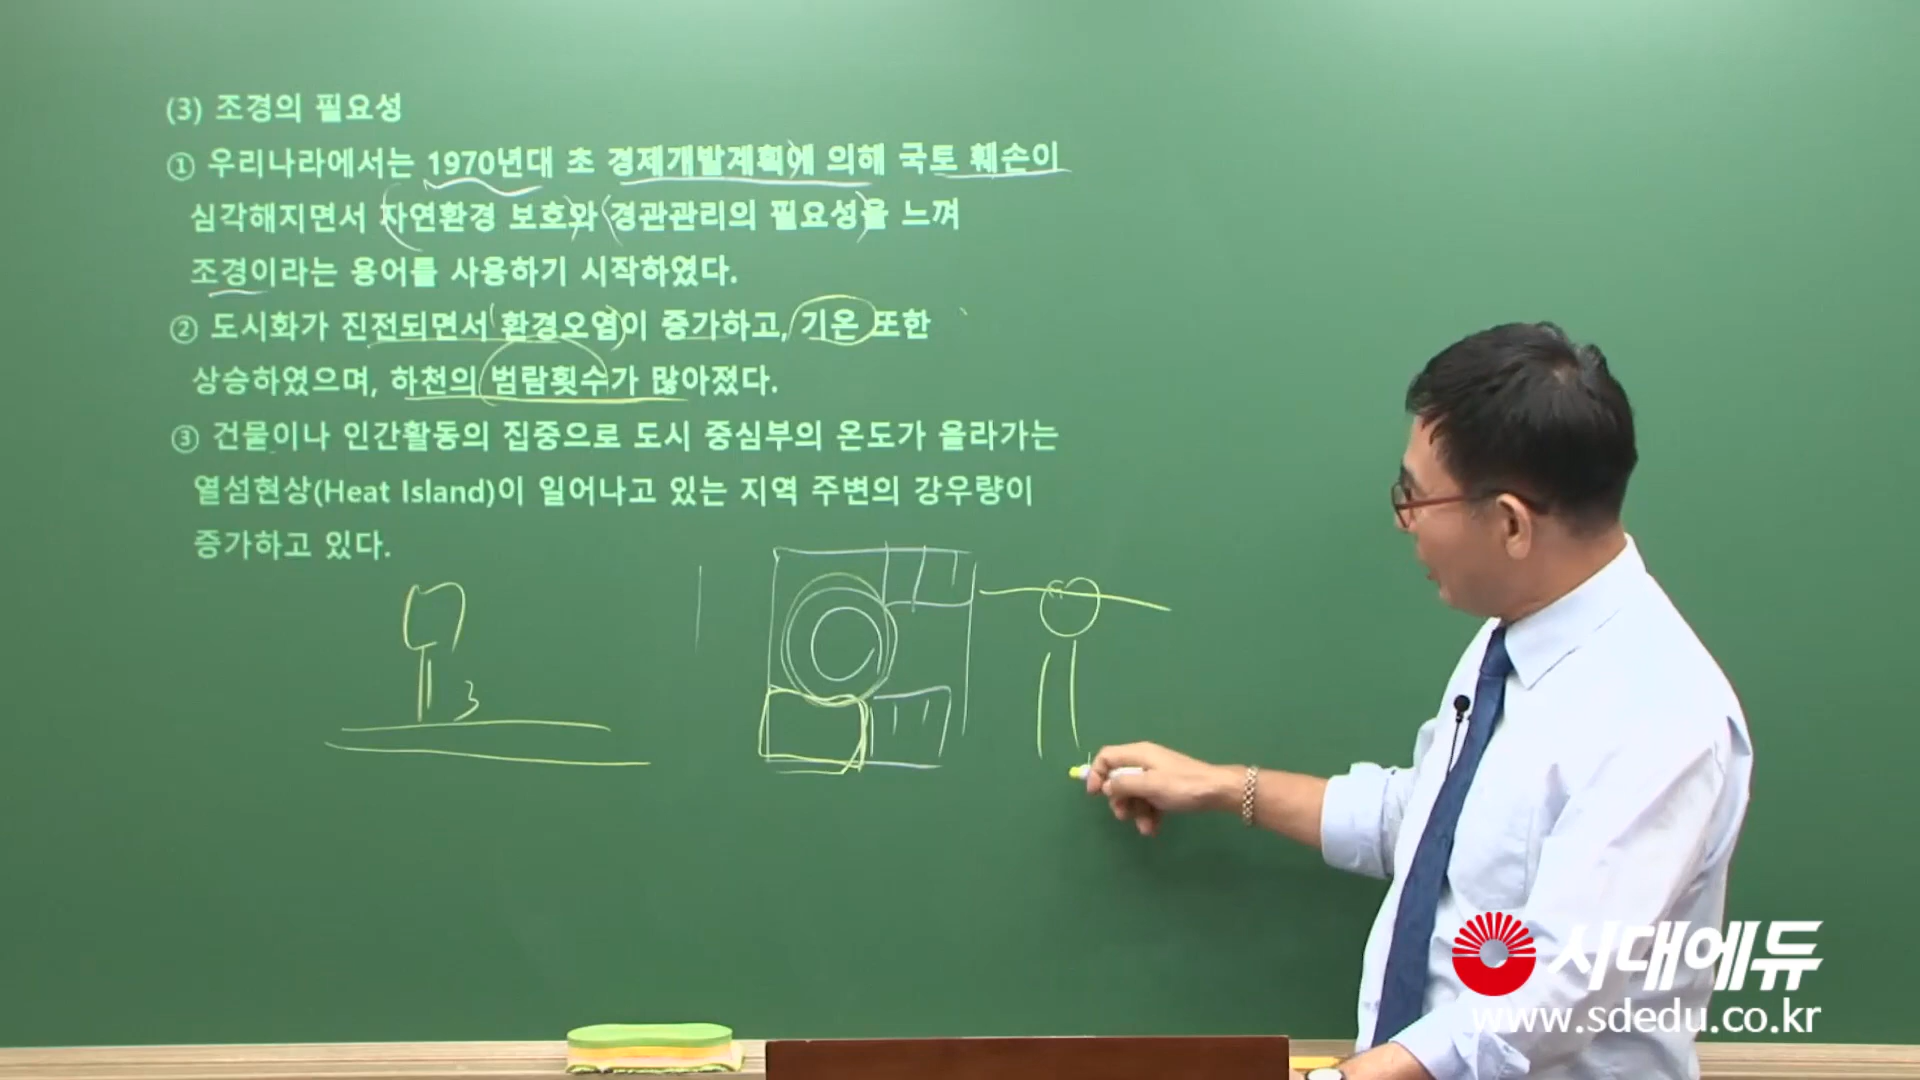 (3) 조경의 필요성
① 우리나라에서는 1970년대 초 경제개발계획에 의해 국토 훼손이
심각해지면서 자연환경 보호와 경관관리의 필요성을 느껴
조경이라는 용어를 사용하기 시작하였다.
② 도시화가 진전되면서 환경오염이 증가하고, 기온 또한
상승하였으며, 하천의 범람횟수가 많아졌다.
③ 건물이나 인간활동의 집중으로 도시 중심부의 온도가 올라가는
열섬현상(Heat Island)이 일어나고 있는 지역 주변의 강우량이
증가하고 있다.
3
시대에듀
www.sdedu.co.kr